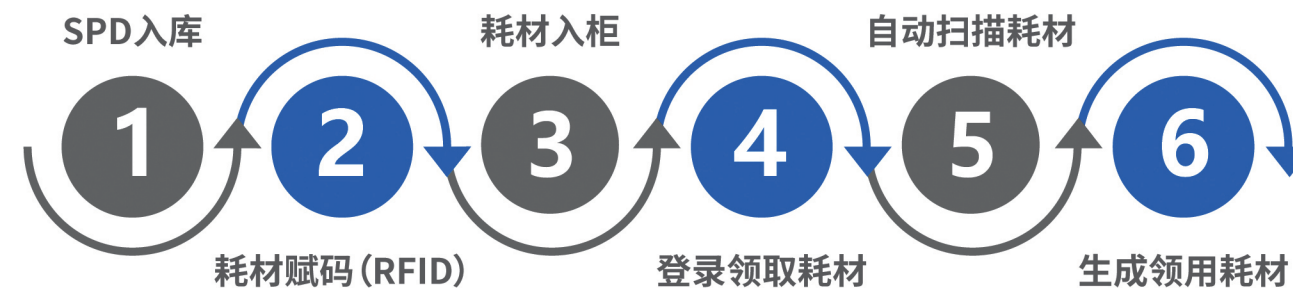 SPD入库
1
耗材赋码(RFID)
2
耗材入柜
3
登录领取耗材
4
自动扫描耗材
5
生成领用耗材
6